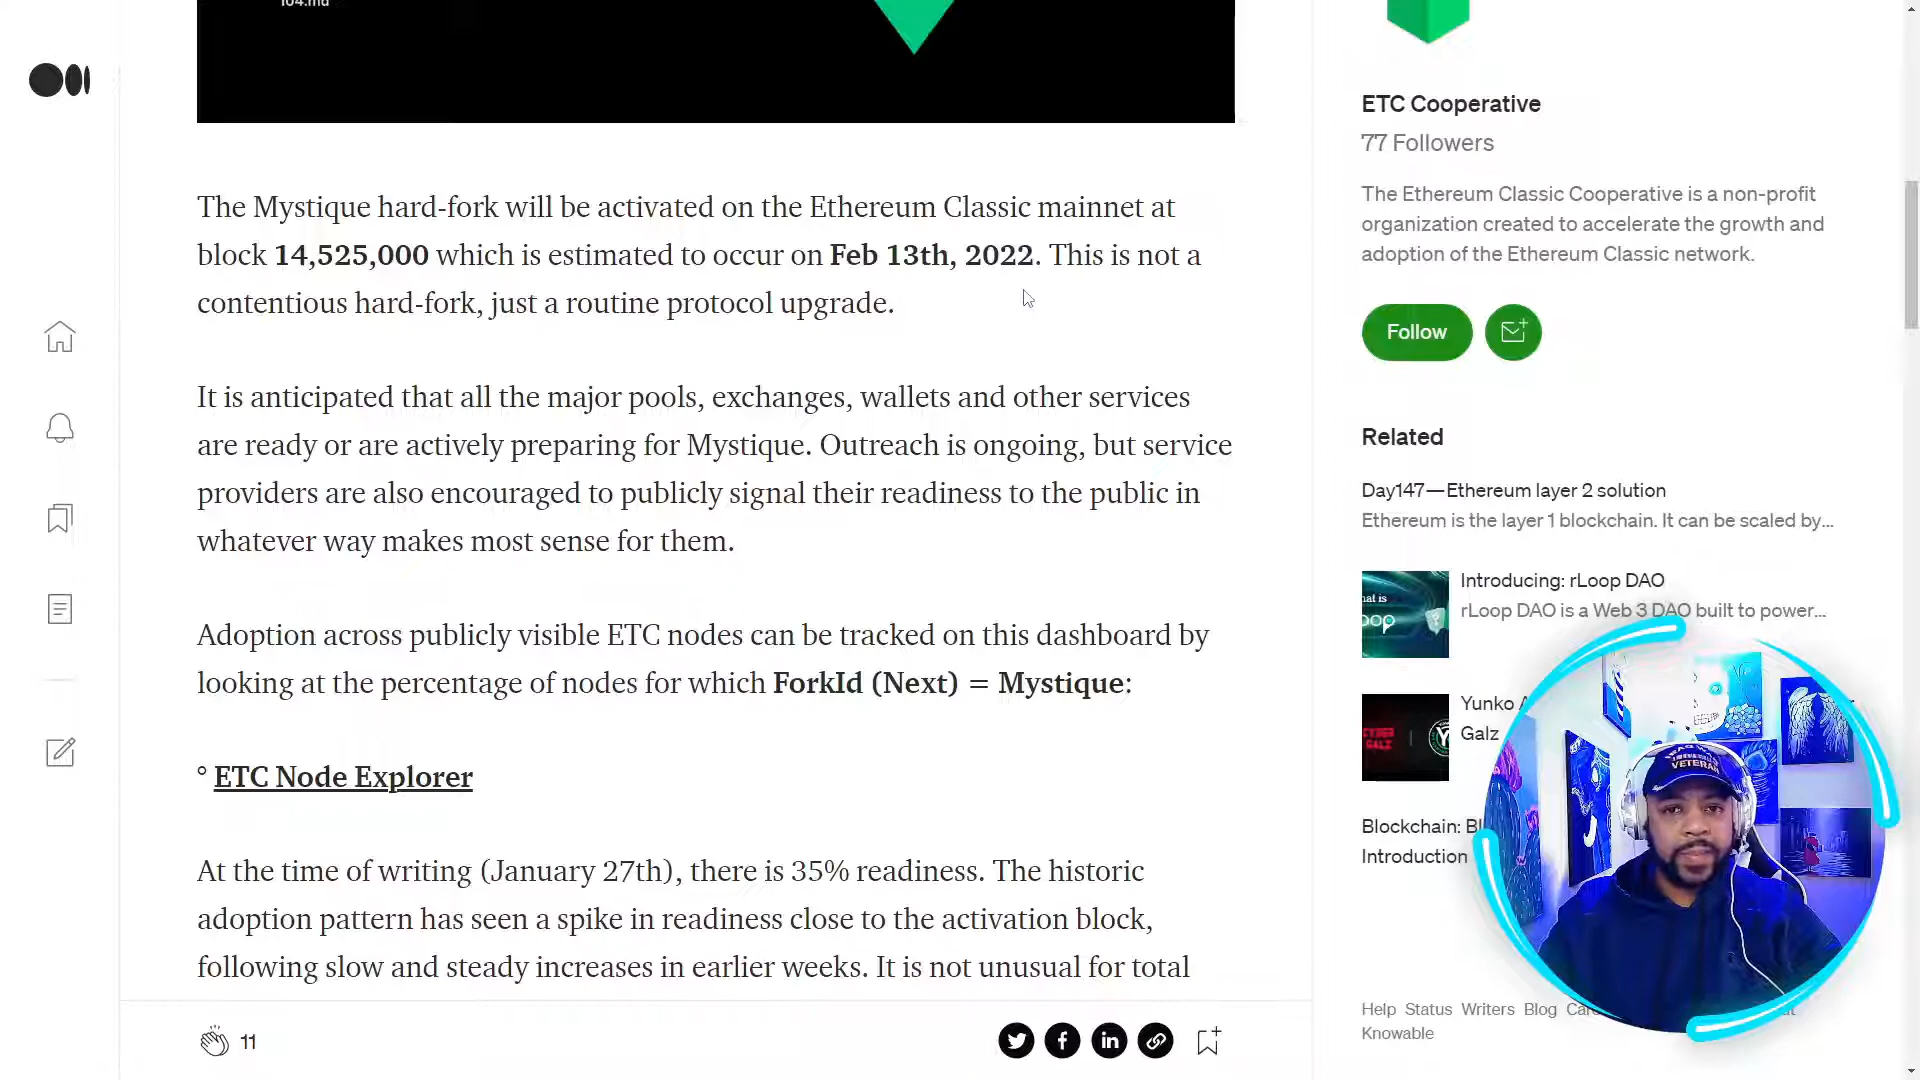 104.md
The Mystique hard-fork will be activated on the Ethereum Classic mainnet at
block 14,525,000 which is estimated to occur on Feb 13th, 2022. This is not a
contentious hard-fork, just a routine protocol upgrade.
It is anticipated that all the major pools, exchanges, wallets and other services
are ready or are actively preparing for Mystique. Outreach is ongoing, but service
providers are also encouraged to publicly signal their readiness to the public in
whatever way makes most sense for them.
Adoption across publicly visible ETC nodes can be tracked on this dashboard by
looking at the percentage of nodes for which ForkId (Next) = Mystique:
° ETC Node Explorer
At the time of writing (January 27th), there is 35% readiness. The historic
adoption pattern has seen a spike in readiness close to the activation block,
following slow and steady increases in earlier weeks. It is not unusual for total
11
ETC Cooperative
77 Followers
The Ethereum Classic Cooperative is a non-profit
organization created to accelerate the growth and
adoption of the Ethereum Classic network.
Follow
Related
Day147—Ethereum layer 2 solution
Ethereum is the layer 1 blockchain. It can be scaled by...
Introducing: rLoop DAO
rLoop DAO is a Web 3 DAO built to power...
Yunko
Galz
CYBER
GALZ
Blockchain:
Introduction
VETERAN
Help Status Writers Blog
Knowable